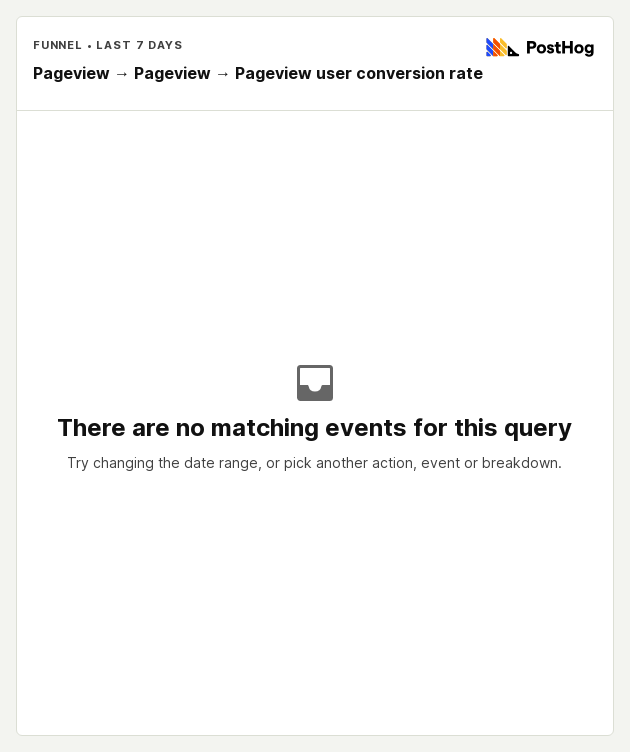 FUNNEL • LAST 7 DAYS
PostHog
Pageview → Pageview → Pageview user conversion rate
There are no matching events for this query
Try changing the date range, or pick another action, event or breakdown.